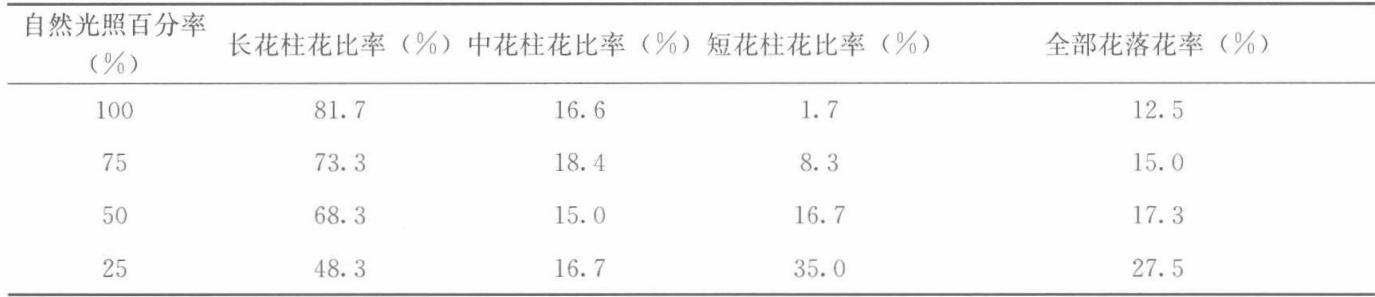 自然光照百分率
(%) 长花柱花比率(%) 中花柱花比率(%) 短花柱花比率(%) 全部花落花率(%)
100 81.7 16.6 1.7 12.5
75 73.3 18.4 8.3 15.0
50 68.3 15.0 16.7 17.3
25 48.3 16.7 35.0 27.5